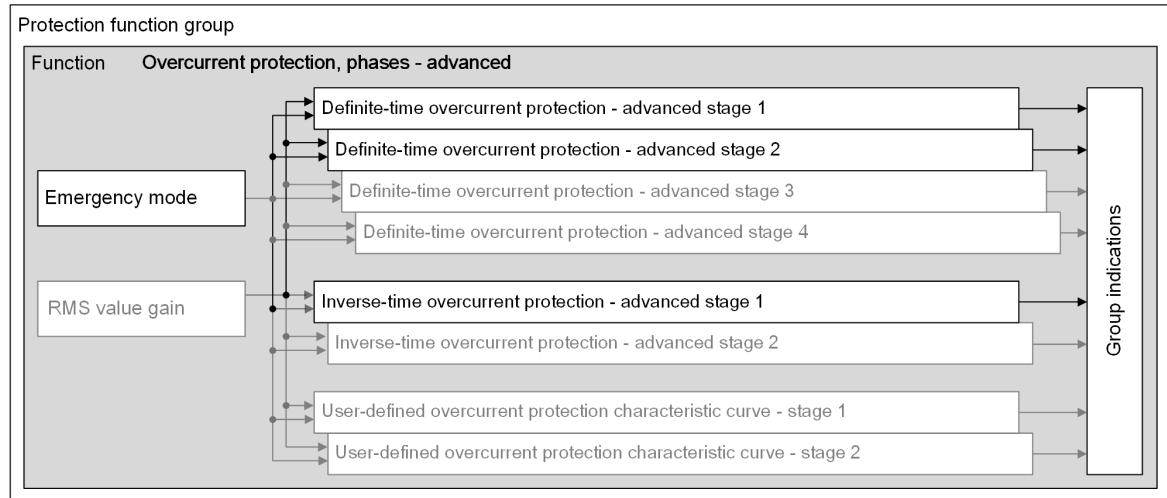 Protection function group
Function Overcurrent protection, phases - advanced
Definite-time overcurrent protection - advanced stage 1
Definite-time overcurrent protection - advanced stage 2
Emergency mode
Definite-time overcurrent protection - advanced stage 3
Definite-time overcurrent protection - advanced stage 4
RMS value gain
Inverse-time overcurrent protection - advanced stage 1
Inverse-time overcurrent protection - advanced stage 2
User-defined overcurrent protection characteristic curve - stage 1
User-defined overcurrent protection characteristic curve - stage 2
Group indications